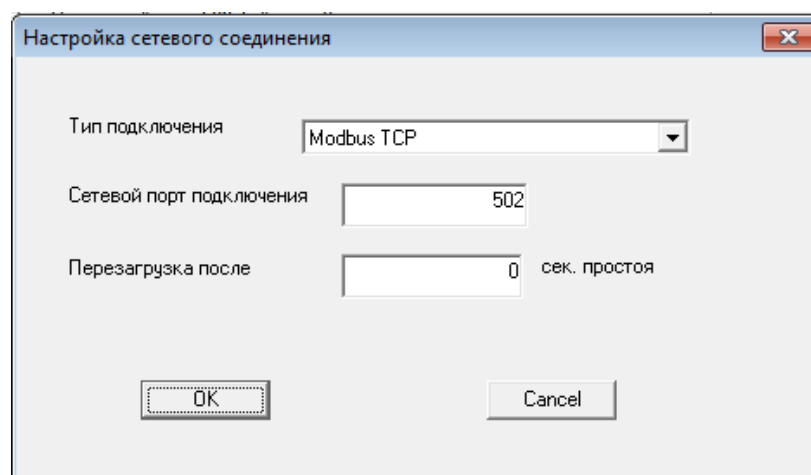 Настройка сетевого соединения
Тип подключения Modbus TCP
Сетевой порт подключения 502
Перезагрузка после 0 сек. простоя
OK Cancel